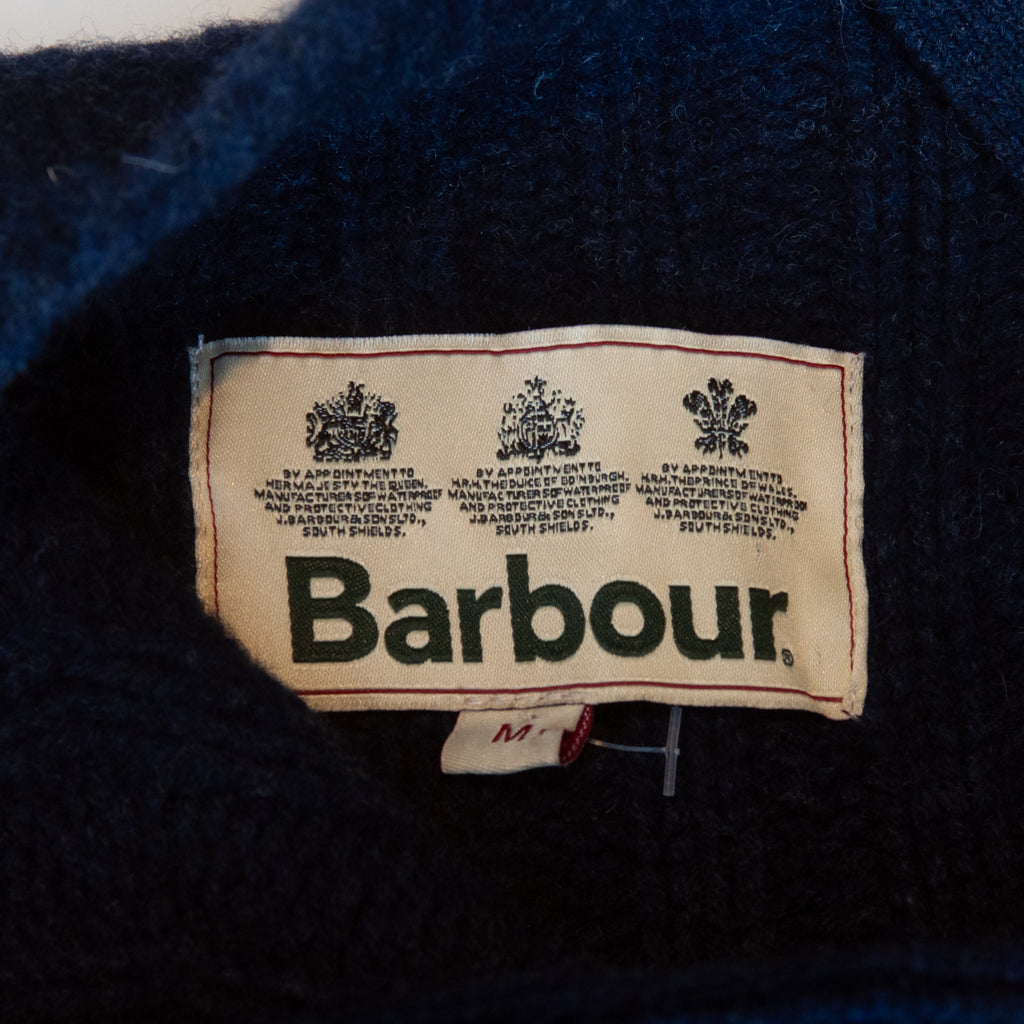 BY APPOINTMENT TO
HER MAJESTY THE QUEEN.
MANUFACTURERS OF WATERPROOF
AND PROTECTIVE CLOTHING
J.BARBOUR & SONS LTD.,
SOUTH SHIELDS.
BY APPOINTMENT TO
H.R.H. THE DUKE OF EDINBURGH.
MANUFACTURERS OF WATERPROOF
AND PROTECTIVE CLOTHING
J.BARBOUR & SONS LTD.,
SOUTH SHIELDS.
BY APPOINTMENT TO
H.R.H. THE PRINCE OF WALES.
MANUFACTURERS OF WATERPROOF
AND PROTECTIVE CLOTHING
J.BARBOUR & SONS LTD.,
SOUTH SHIELDS.
Barbour®
M